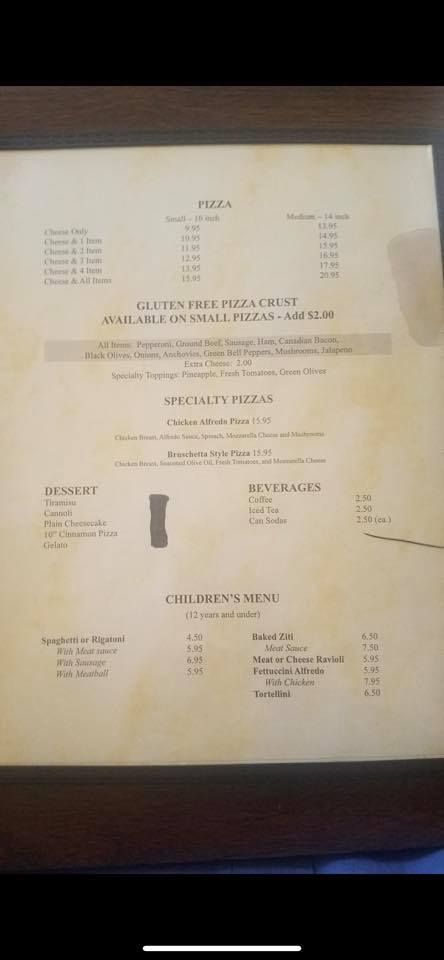 PIZZA
Small – 10 inch Medium – 14 inch
Cheese Only 9.95 13.95
Cheese & 1 Item 10.95 14.95
Cheese & 2 Item 11.95 15.95
Cheese & 3 Item 12.95 16.95
Cheese & 4 Item 13.95 17.95
Cheese & All Items 15.95 20.95
GLUTEN FREE PIZZA CRUST
AVAILABLE ON SMALL PIZZAS - Add $2.00
All Items: Pepperoni, Ground Beef, Sausage, Ham, Canadian Bacon,
Black Olives, Onions, Anchovies, Green Bell Peppers, Mushrooms, Jalapeno
Extra Cheese: 2.00
Specialty Toppings: Pineapple, Fresh Tomatoes, Green Olives
SPECIALTY PIZZAS
Chicken Alfredo Pizza 15.95
Chicken Breast, Alfredo Sauce, Spinach, Mozzarella Cheese and Mushrooms
Bruschetta Style Pizza 15.95
Chicken Breast, Seasoned Olive Oil, Fresh Tomatoes, and Mozzarella Cheese
DESSERT
Tiramisu
Cannoli
Plain Cheesecake
10" Cinnamon Pizza
Gelato
BEVERAGES
Coffee 2.50
Iced Tea 2.50
Can Sodas 2.50 (ea.)
CHILDREN'S MENU
(12 years and under)
Spaghetti or Rigatoni 4.50
With Meat sauce 5.95
With Sausage 6.95
With Meatball 5.95
Baked Ziti 6.50
Meat Sauce 7.50
Meat or Cheese Ravioli 5.95
Fettuccini Alfredo 5.95
With Chicken 7.95
Tortellini 6.50